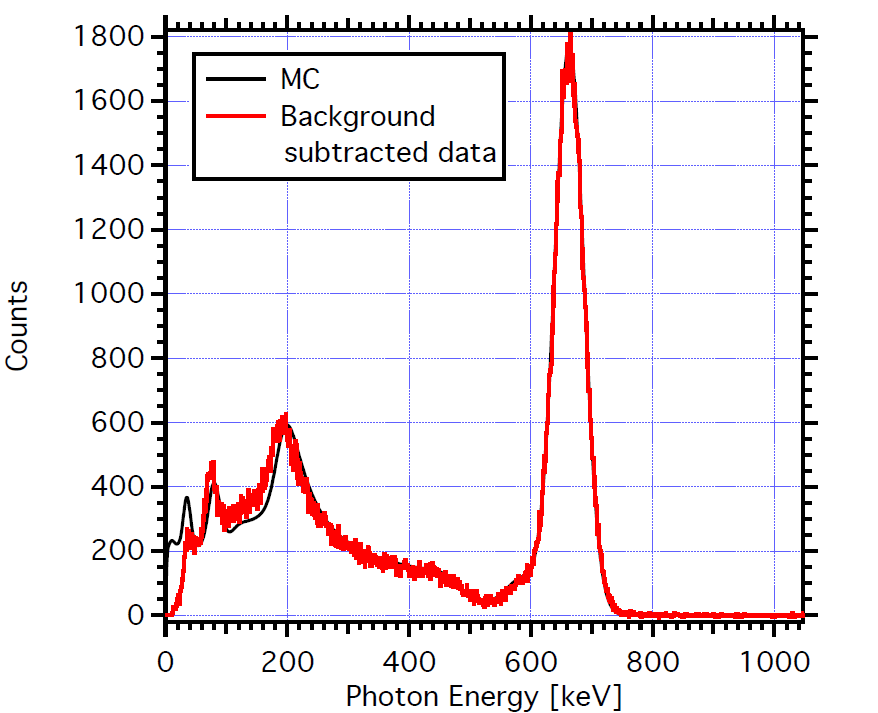 1800
1600
1400
1200
1000
800
600
400
200
0
Counts
MC
Background
subtracted data
0 200 400 600 800 1000
Photon Energy [keV]